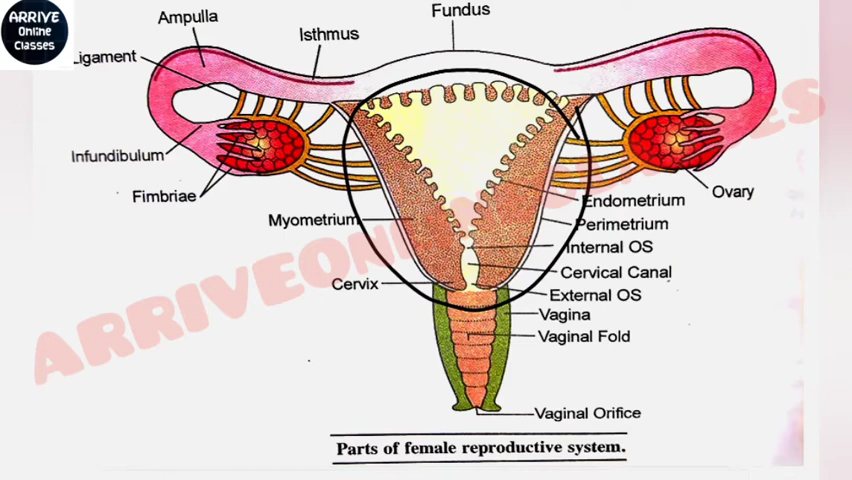 ARRIVE
Online
Classes
Ampulla
Isthmus
Fundus
Ligament
Infundibulum
Fimbriae
Ovary
Endometrium
Myometrium
Perimetrium
Internal OS
Cervical Canal
Cervix
External OS
Vagina
Vaginal Fold
Vaginal Orifice
Parts of female reproductive system.
ARRIVEONLINECLASSES